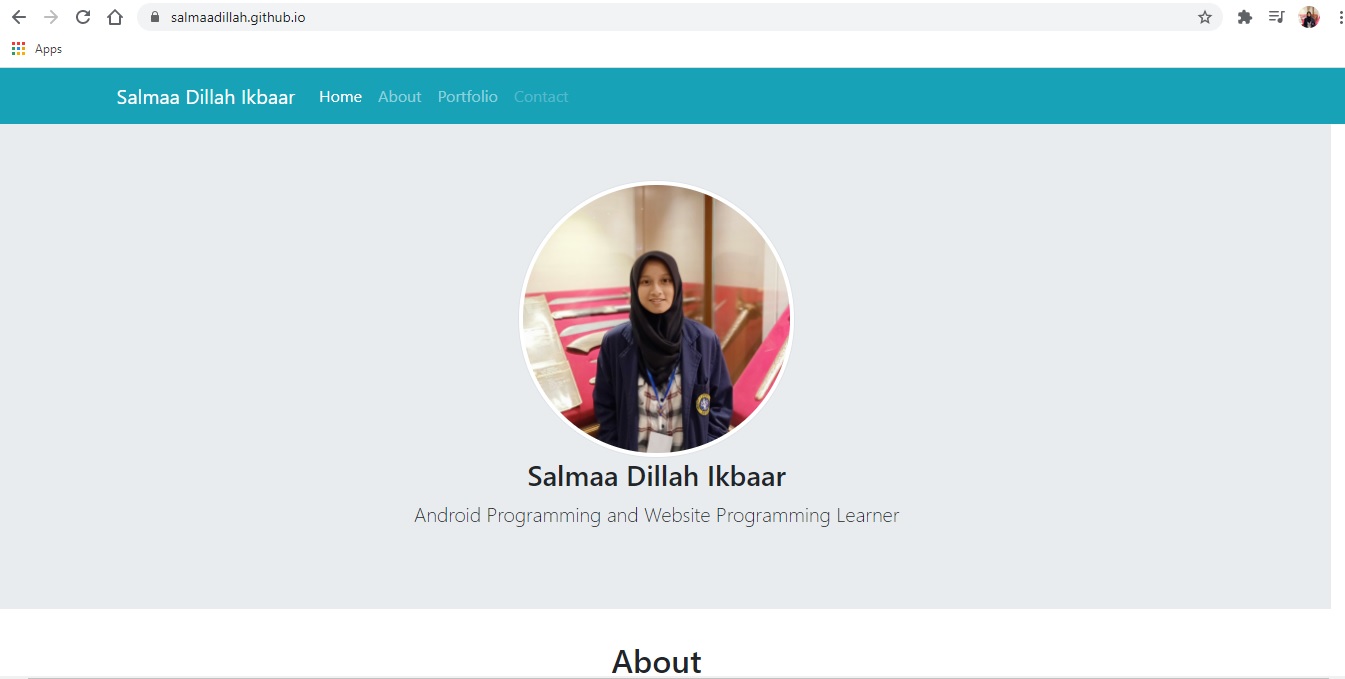 salmaadillah.github.io
Apps
Salmaa Dillah Ikbaar Home About Portfolio Contact
Salmaa Dillah Ikbaar
Android Programming and Website Programming Learner
About